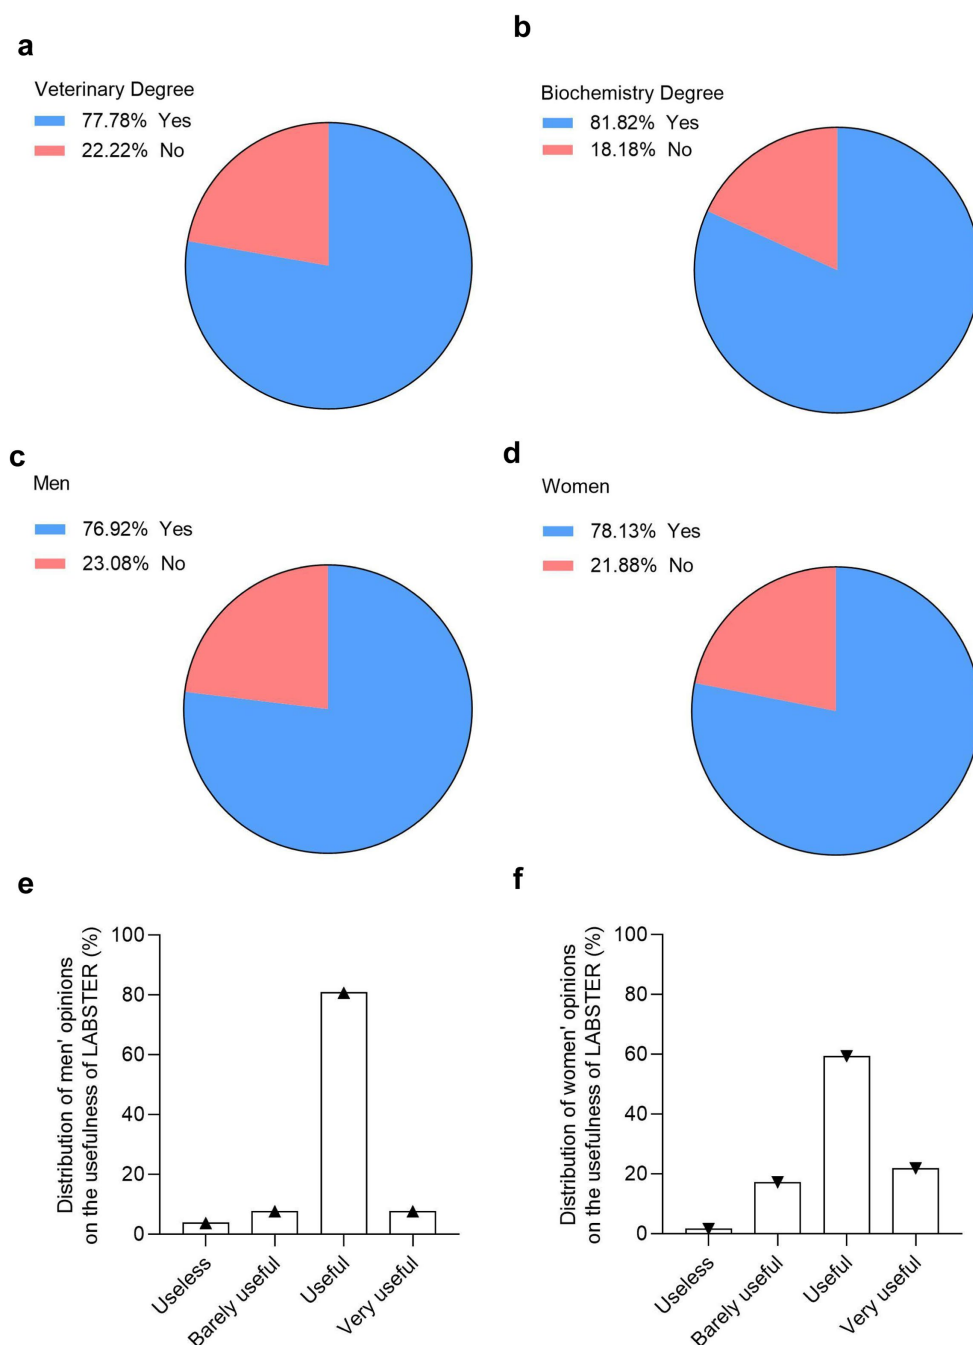 a
Veterinary Degree
77.78% Yes
22.22% No
b
Biochemistry Degree
81.82% Yes
18.18% No
c
Men
76.92% Yes
23.08% No
d
Women
78.13% Yes
21.88% No
e
Distribution of men' opinions
on the usefulness of LABSTER (%)
100
80
60
40
20
0
Useless
Barely useful
Useful
Very useful
f
Distribution of women' opinions
on the usefulness of LABSTER (%)
100
80
60
40
20
0
Useless
Barely useful
Useful
Very useful